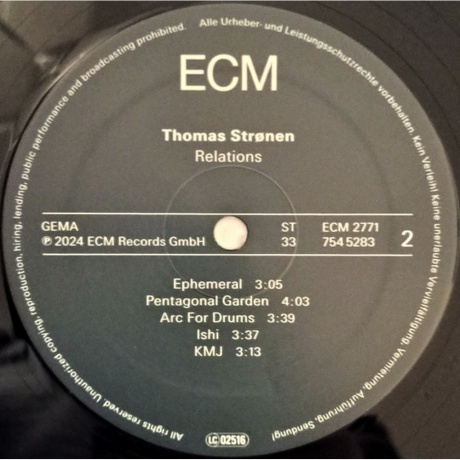 ECM
Thomas Strønen
Relations
GEMA
℗ 2024 ECM Records GmbH
ST
33
ECM 2771
754 5283
2
Ephemeral 3:05
Pentagonal Garden 4:03
Arc For Drums 3:39
Ishi 3:37
KMJ 3:13
LC 02516
Alle Urheber- und Leistungsschutzrechte vorbehalten. Kein Verleih! Keine unerlaubte Vervielfältigung, Vermietung, Aufführung, Sendung!
All rights reserved. Unauthorized copying, reproduction, hiring, lending, public performance and broadcasting prohibited.